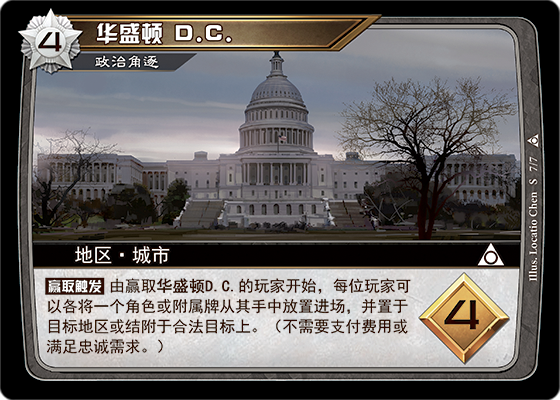 4
华盛顿 D.C.
政治角逐
地区·城市
赢取触发 由赢取华盛顿D.C.的玩家开始，每位玩家可
以各将一个角色或附属牌从其手中放置进场，并置于
目标地区或结附于合法目标上。（不需要支付费用或
满足忠诚需求。）
4
Illus. Locatio Chen S 7/7